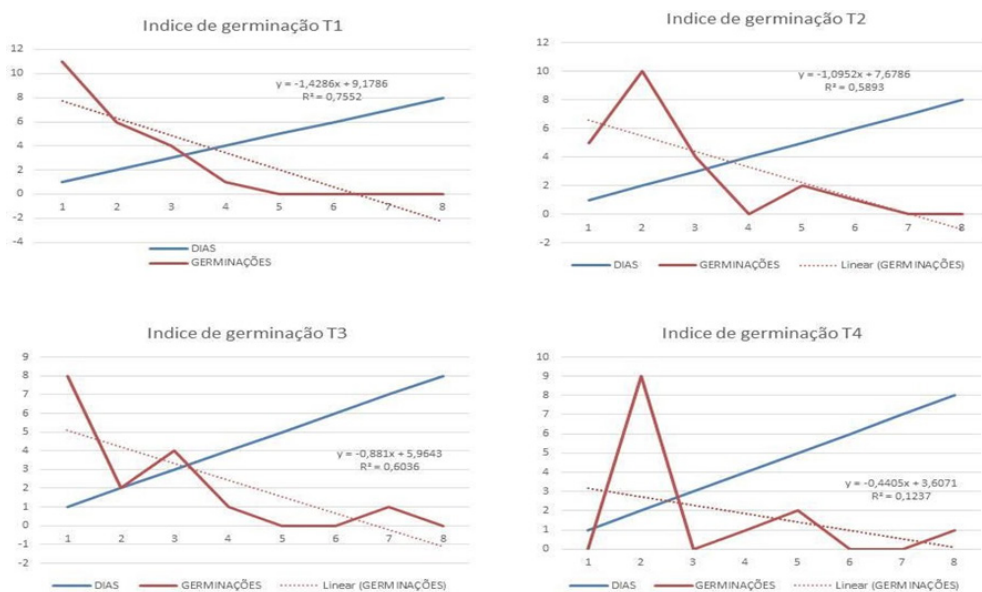 Indice de germinação T1
12
10
8
6
4
2
0
-2
-4
1 2 3 4 5 6 7 8
y = -1,4286x + 9,1786
R² = 0,7552
DIAS
GERMINAÇÕES
Indice de germinação T2
12
10
8
6
4
2
0
-2
1 2 3 4 5 6 7 8
y = -1,0952x + 7,6786
R² = 0,5893
DIAS GERMINAÇÕES Linear (GERMINAÇÕES)
Indice de germinação T3
9
8
7
6
5
4
3
2
1
0
-1
-2
1 2 3 4 5 6 7 8
y = -0,881x + 5,9643
R² = 0,6036
DIAS GERMINAÇÕES Linear (GERMINAÇÕES)
Indice de germinação T4
10
9
8
7
6
5
4
3
2
1
0
1 2 3 4 5 6 7 8
y = -0,4405x + 3,6071
R² = 0,1237
DIAS GERMINAÇÕES Linear (GERMINAÇÕES)